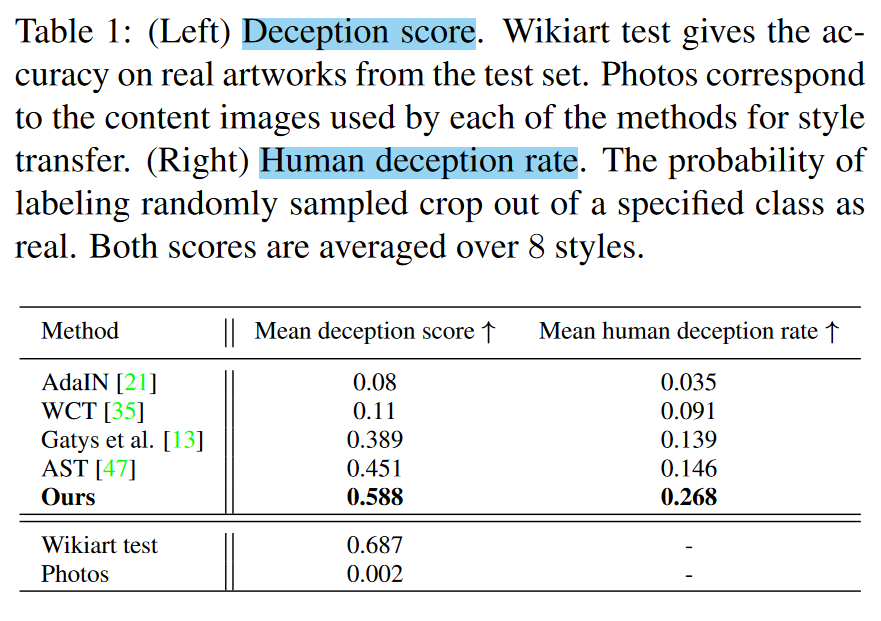 Table 1: (Left) Deception score. Wikiart test gives the ac-
curacy on real artworks from the test set. Photos correspond
to the content images used by each of the methods for style
transfer. (Right) Human deception rate. The probability of
labeling randomly sampled crop out of a specified class as
real. Both scores are averaged over 8 styles.
Method Mean deception score ↑ Mean human deception rate ↑
AdaIN [21] 0.08 0.035
WCT [35] 0.11 0.091
Gatys et al. [13] 0.389 0.139
AST [47] 0.451 0.146
Ours 0.588 0.268
Wikiart test 0.687 -
Photos 0.002 -